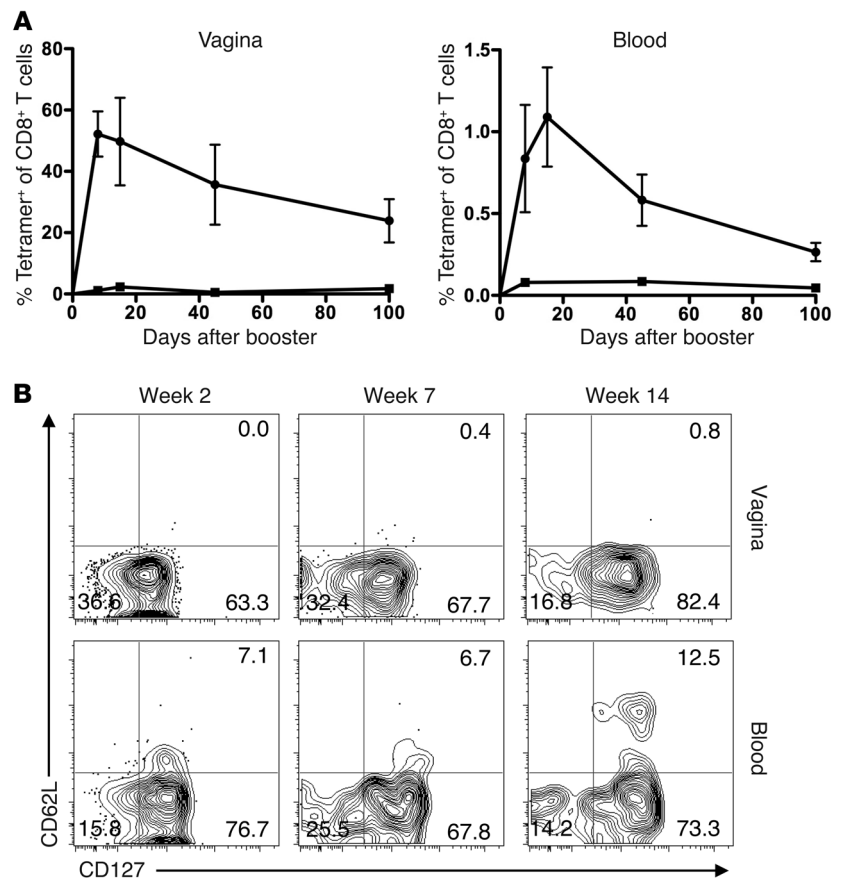 A
Vagina
Blood
% Tetramer⁺ of CD8⁺ T cells
80
60
40
20
0
0 20 40 60 80 100
Days after booster
% Tetramer⁺ of CD8⁺ T cells
1.5
1.0
0.5
0.0
0 20 40 60 80 100
Days after booster
B
Week 2 Week 7 Week 14
0.0 0.4 0.8
36.6 63.3 32.4 67.7 16.8 82.4
Vagina
7.1 6.7 12.5
15.8 76.7 25.5 67.8 14.2 73.3
Blood
CD62L
CD127